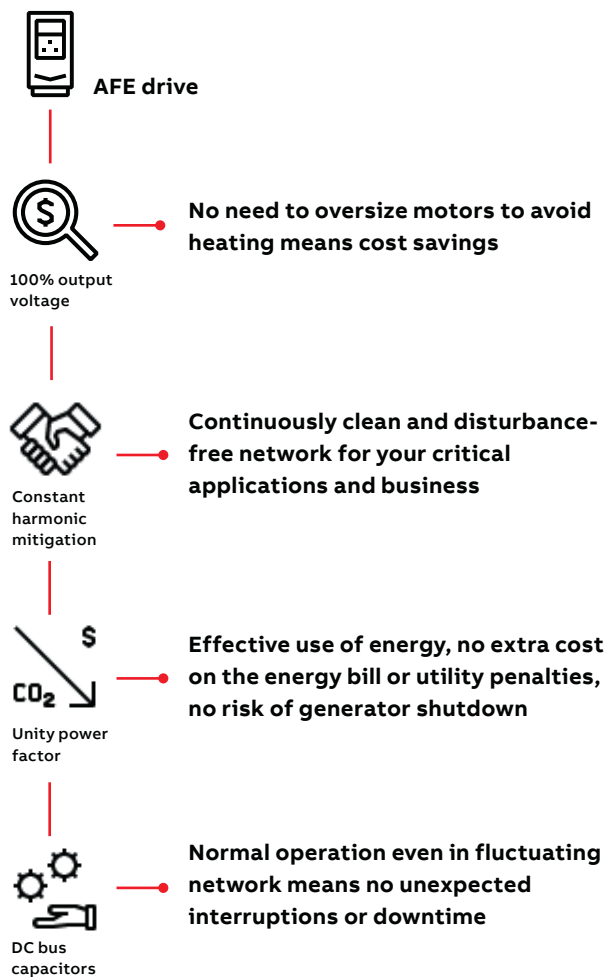 AFE drive
$
100% output
voltage
No need to oversize motors to avoid
heating means cost savings
Constant
harmonic
mitigation
Continuously clean and disturbance-
free network for your critical
applications and business
$
CO₂
Unity power
factor
Effective use of energy, no extra cost
on the energy bill or utility penalties,
no risk of generator shutdown
DC bus
capacitors
Normal operation even in fluctuating
network means no unexpected
interruptions or downtime